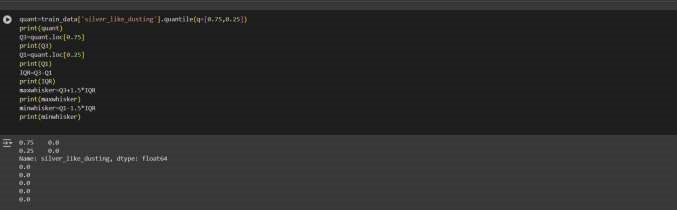 quant=train_data['silver_like_dusting'].quantile(q=[0.75,0.25])
print(quant)
Q3=quant.loc[0.75]
print(Q3)
Q1=quant.loc[0.25]
print(Q1)
IQR=Q3-Q1
print(IQR)
maxwhisker=Q3+1.5*IQR
print(maxwhisker)
minwhisker=Q1-1.5*IQR
print(minwhisker)
0.75 0.0
0.25 0.0
Name: silver_like_dusting, dtype: float64
0.0
0.0
0.0
0.0
0.0